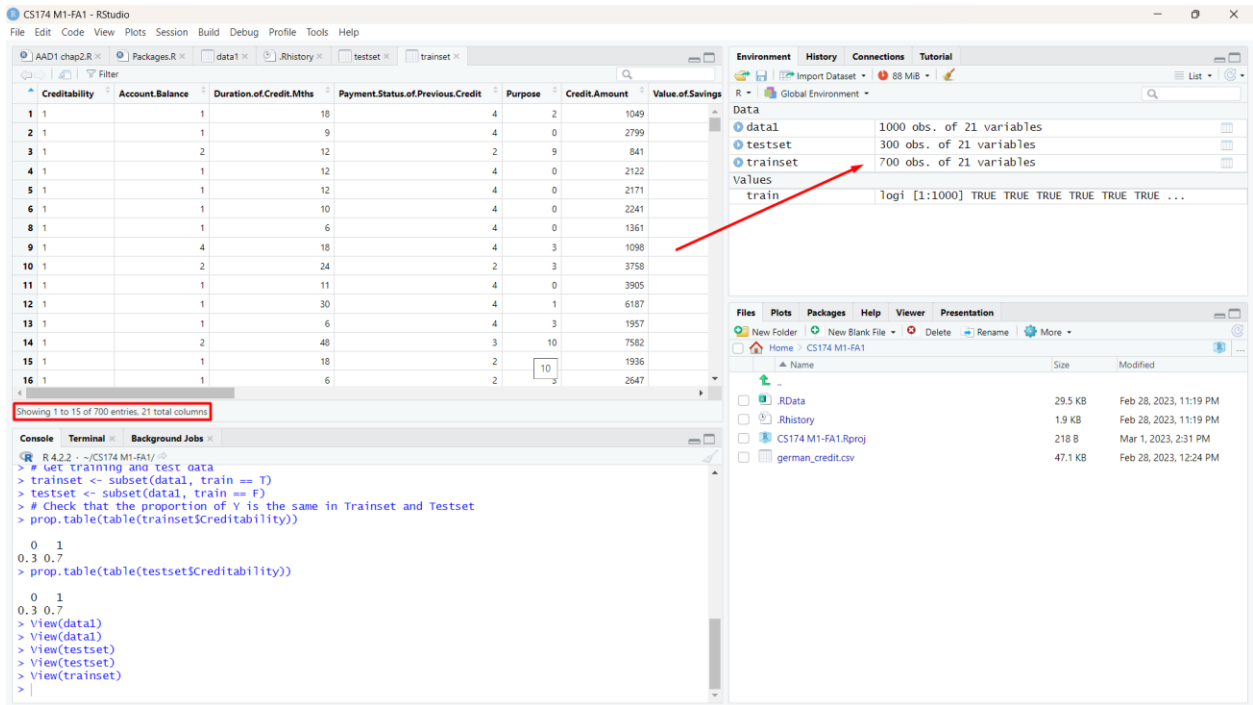 CS174 M1-FA1 - RStudio
File Edit Code View Plots Session Build Debug Profile Tools Help
AAD1 chap2.R Packages.R data1 .Rhistory testset trainset
Filter
Creditability Account.Balance Duration.of.Credit.Mths Payment.Status.of.Previous.Credit Purpose Credit.Amount Value.of.Savings
1 1 1 18 4 2 1049
2 1 1 9 4 0 2799
3 1 2 12 2 9 841
4 1 1 12 4 0 2122
5 1 1 12 4 0 2171
6 1 1 10 4 0 2241
8 1 1 6 4 0 1361
9 1 4 18 4 3 1098
10 1 2 24 2 3 3758
11 1 1 11 4 0 3905
12 1 1 30 4 1 6187
13 1 1 6 4 3 1957
14 1 2 48 3 10 7582
15 1 1 18 2 1936
10
16 1 1 6 2 3 2647
Showing 1 to 15 of 700 entries, 21 total columns
Console Terminal Background Jobs
R 4.2.2 · ~/CS174 M1-FA1/
> # Get training and test data
> trainset <- subset(data1, train == T)
> testset <- subset(data1, train == F)
> # Check that the proportion of Y is the same in Trainset and Testset
> prop.table(table(trainset$Creditability))
0 1
0.3 0.7
> prop.table(table(testset$Creditability))
0 1
0.3 0.7
> View(data1)
> View(data1)
> View(testset)
> View(testset)
> View(trainset)
>
Environment History Connections Tutorial
Import Dataset 88 MiB List
R Global Environment
Data
data1 1000 obs. of 21 variables
testset 300 obs. of 21 variables
trainset 700 obs. of 21 variables
Values
train logi [1:1000] TRUE TRUE TRUE TRUE TRUE TRUE ...
Files Plots Packages Help Viewer Presentation
New Folder New Blank File Delete Rename More
Home CS174 M1-FA1
Name Size Modified
..
.RData 29.5 KB Feb 28, 2023, 11:19 PM
.Rhistory 1.9 KB Feb 28, 2023, 11:19 PM
CS174 M1-FA1.Rproj 218 B Mar 1, 2023, 2:31 PM
german_credit.csv 47.1 KB Feb 28, 2023, 12:24 PM